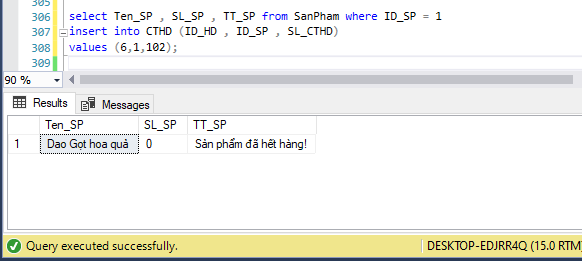 305
306 select Ten_SP , SL_SP , TT_SP from SanPham where ID_SP = 1
307 insert into CTHD (ID_HD , ID_SP , SL_CTHD)
308 values (6,1,102);
309
90 %
Results Messages
Ten_SP SL_SP TT_SP
1 Dao Gọt hoa quả 0 Sản phẩm đã hết hàng!
Query executed successfully. DESKTOP-EDJRR4Q (15.0 RTM)